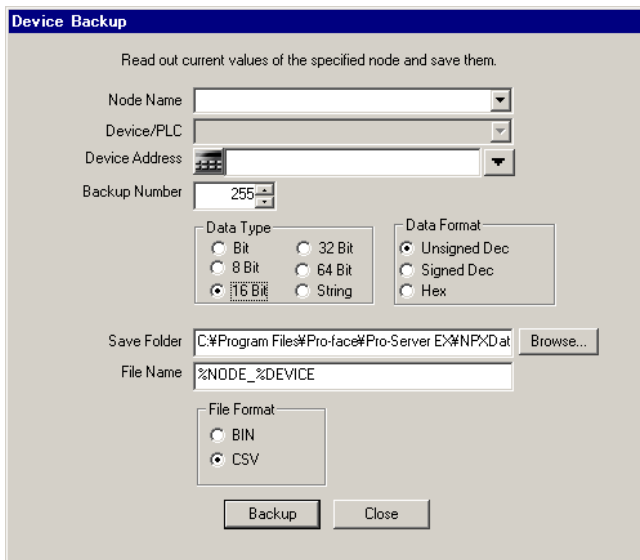 Device Backup
Read out current values of the specified node and save them.
Node Name
Device/PLC
Device Address
Backup Number 255
Data Type Data Format
Bit 32 Bit Unsigned Dec
8 Bit 64 Bit Signed Dec
16 Bit String Hex
Save Folder C:¥Program Files¥Pro-face¥Pro-Server EX¥NPXDat Browse...
File Name %NODE_%DEVICE
File Format
BIN
CSV
Backup Close